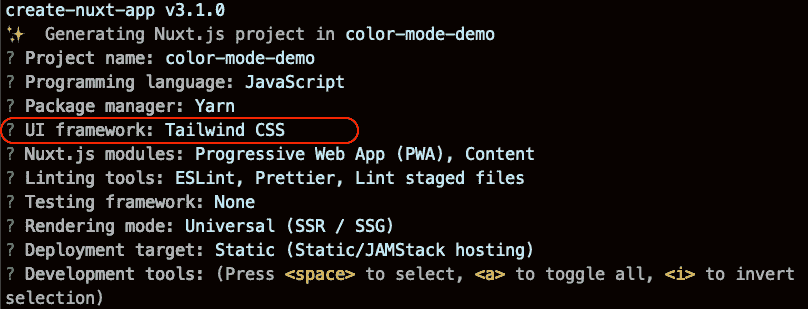 create-nuxt-app v3.1.0
✨ Generating Nuxt.js project in color-mode-demo
? Project name: color-mode-demo
? Programming language: JavaScript
? Package manager: Yarn
? UI framework: Tailwind CSS
? Nuxt.js modules: Progressive Web App (PWA), Content
? Linting tools: ESLint, Prettier, Lint staged files
? Testing framework: None
? Rendering mode: Universal (SSR / SSG)
? Deployment target: Static (Static/JAMStack hosting)
? Development tools: (Press <space> to select, <a> to toggle all, <i> to invert
selection)